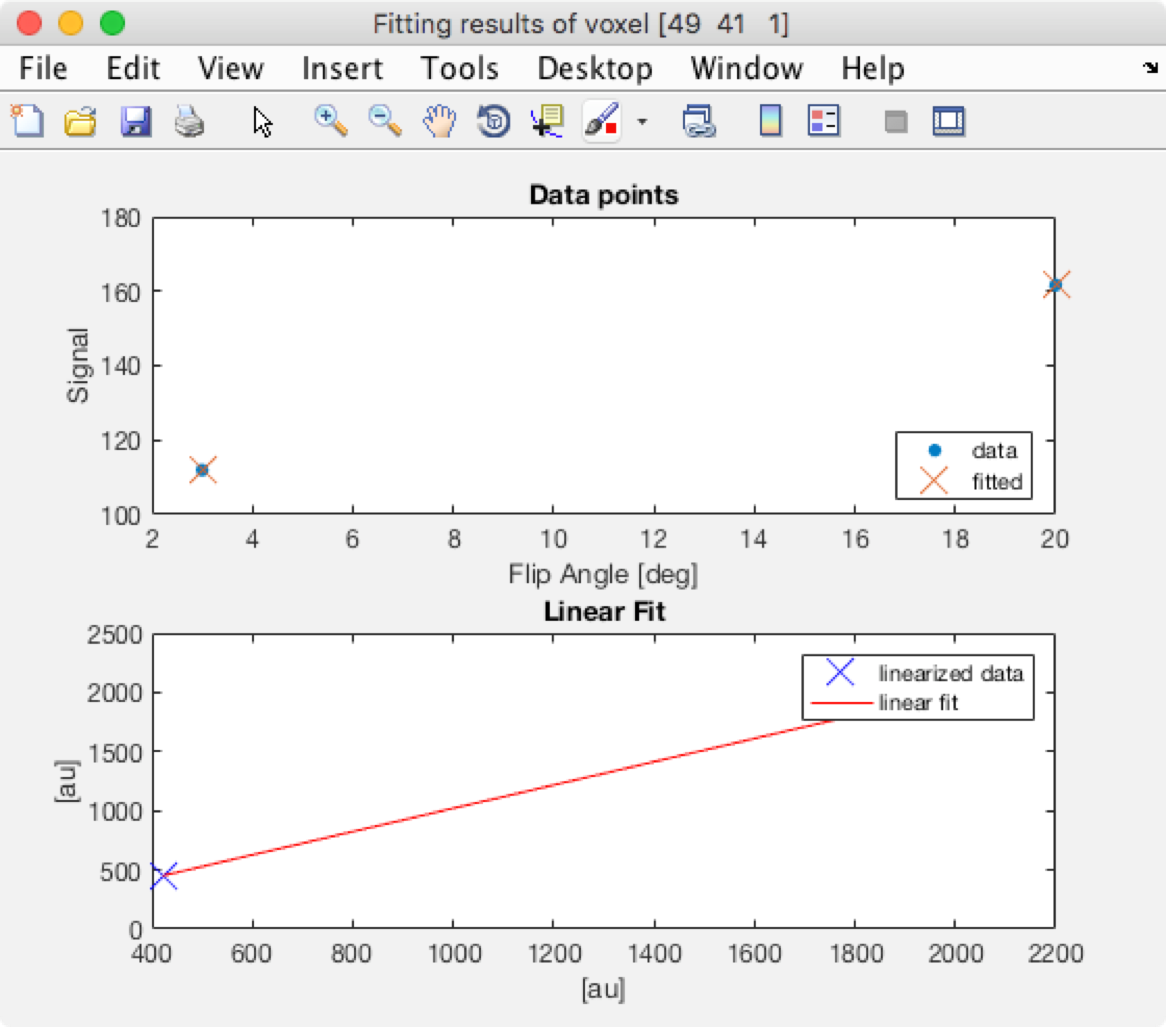 Fitting results of voxel [49 41 1]
File Edit View Insert Tools Desktop Window Help
Data points
180
160
140
120
100
Signal
data
fitted
2 4 6 8 10 12 14 16 18 20
Flip Angle [deg]
Linear Fit
2500
2000
1500
1000
500
0
[au]
linearized data
linear fit
400 600 800 1000 1200 1400 1600 1800 2000 2200
[au]